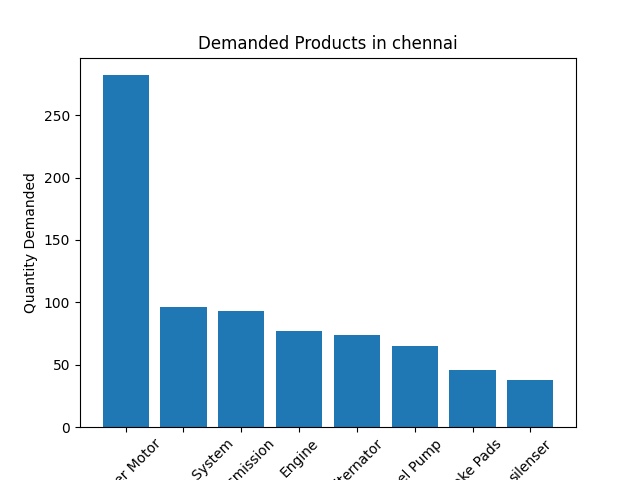 Demanded Products in chennai
Quantity Demanded
250
200
150
100
50
0
er Motor
System
smission
Engine
lternator
el Pump
ke Pads
silenser